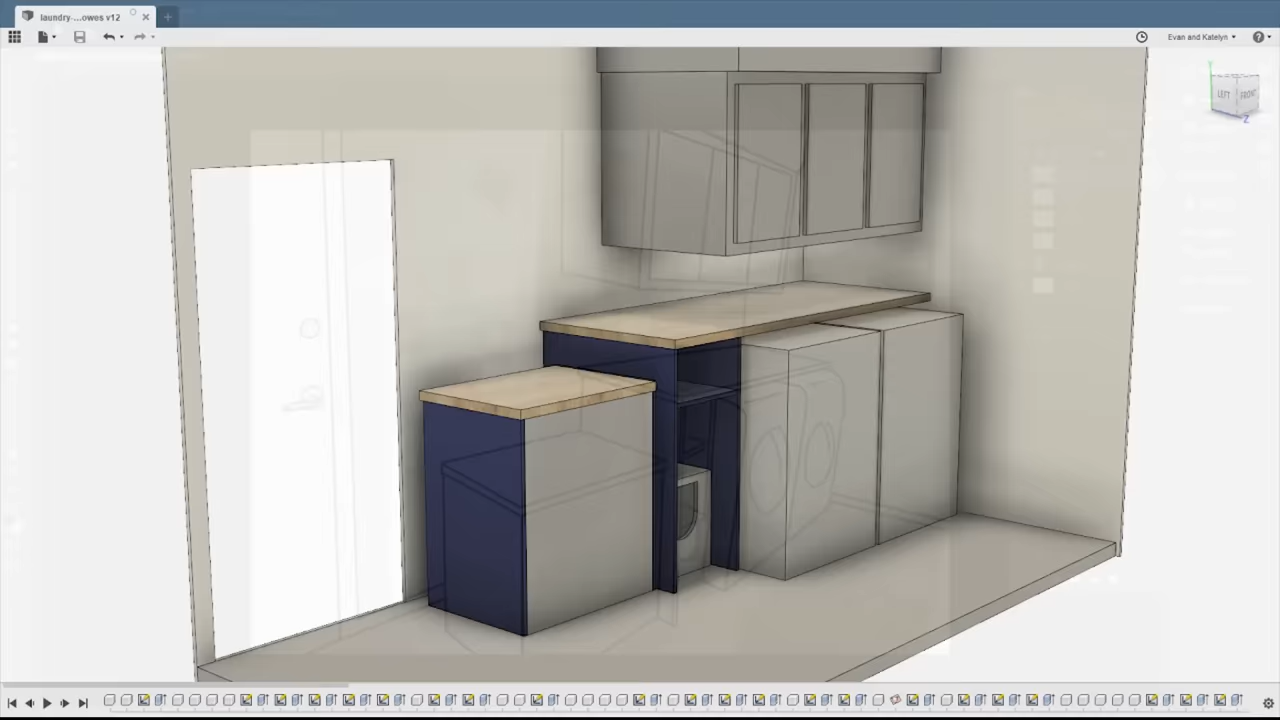 laundry-...owes v12
Evan and Katelyn
LEFT
FRONT
Y
Z